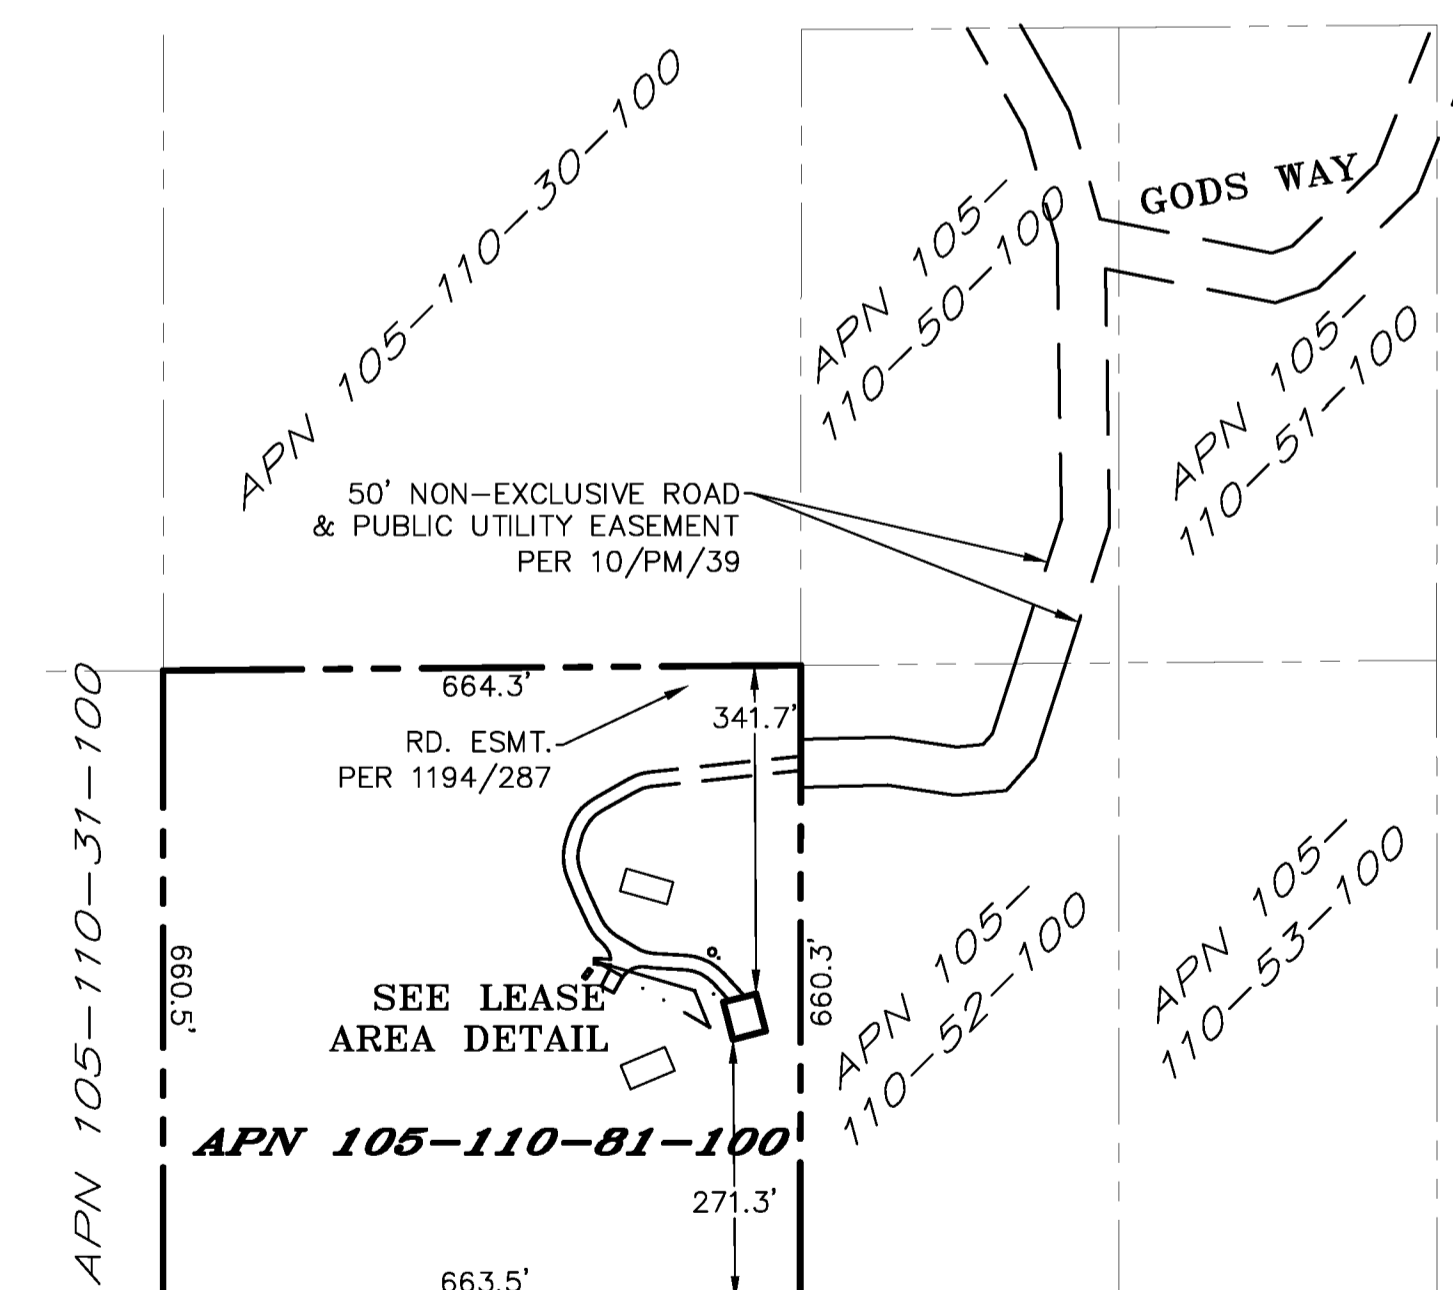 APN 105-110-30-100
APN 105-
110-50-100
GODS WAY
APN 105-
110-51-100
50' NON-EXCLUSIVE ROAD
& PUBLIC UTILITY EASEMENT
PER 10/PM/39
664.3'
341.7'
RD. ESMT.
PER 1194/287
APN 105-110-31-100
660.5'
SEE LEASE
AREA DETAIL
660.3'
APN 105-
110-52-100
APN 105-
110-53-100
APN 105-110-81-100
271.3'
663.5'